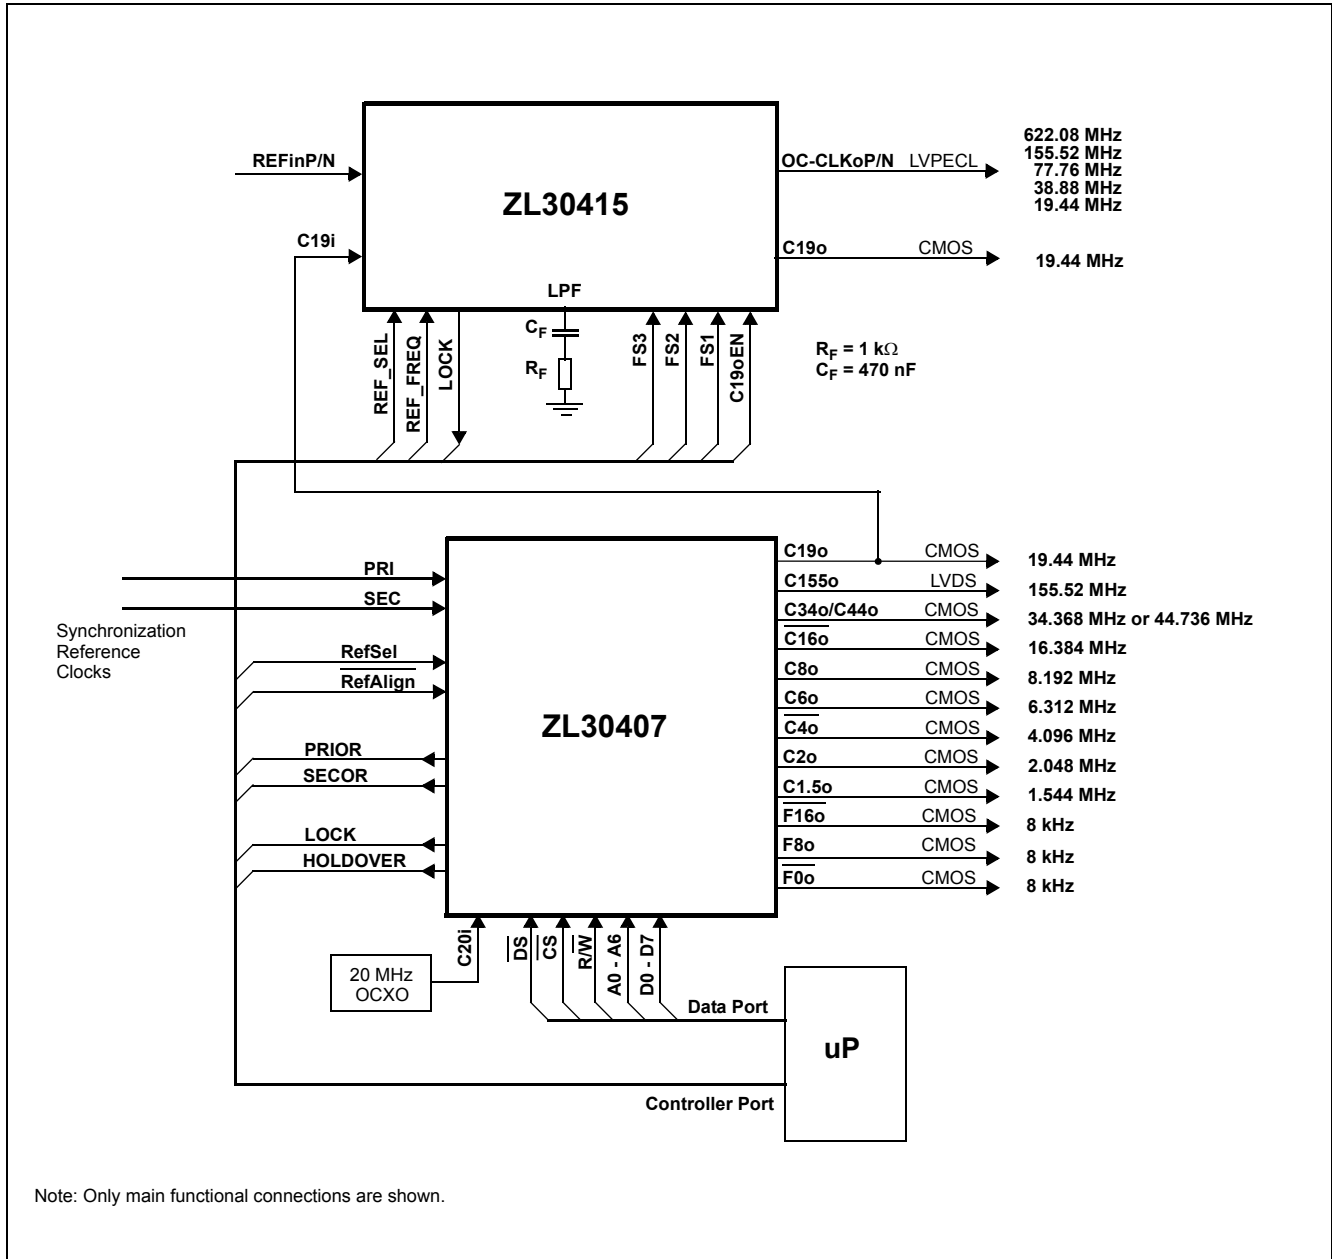 REFinP/N
C19i
ZL30415
LPF
OC-CLKoP/N LVPECL
622.08 MHz
155.52 MHz
77.76 MHz
38.88 MHz
19.44 MHz
C19o CMOS
19.44 MHz
REF_SEL
REF_FREQ
LOCK
CF
RF
FS3
FS2
FS1
C19oEN
RF = 1 kΩ
CF = 470 nF
PRI
SEC
Synchronization
Reference
Clocks
RefSel
RefAlign
PRIOR
SECOR
LOCK
HOLDOVER
ZL30407
C19o CMOS 19.44 MHz
C155o LVDS 155.52 MHz
C34o/C44o CMOS 34.368 MHz or 44.736 MHz
C16o CMOS 16.384 MHz
C8o CMOS 8.192 MHz
C6o CMOS 6.312 MHz
C4o CMOS 4.096 MHz
C2o CMOS 2.048 MHz
C1.5o CMOS 1.544 MHz
F16o CMOS 8 kHz
F8o CMOS 8 kHz
F0o CMOS 8 kHz
C20i
DS
CS
R/W
A0 - A6
D0 - D7
20 MHz
OCXO
Data Port
uP
Controller Port
Note: Only main functional connections are shown.